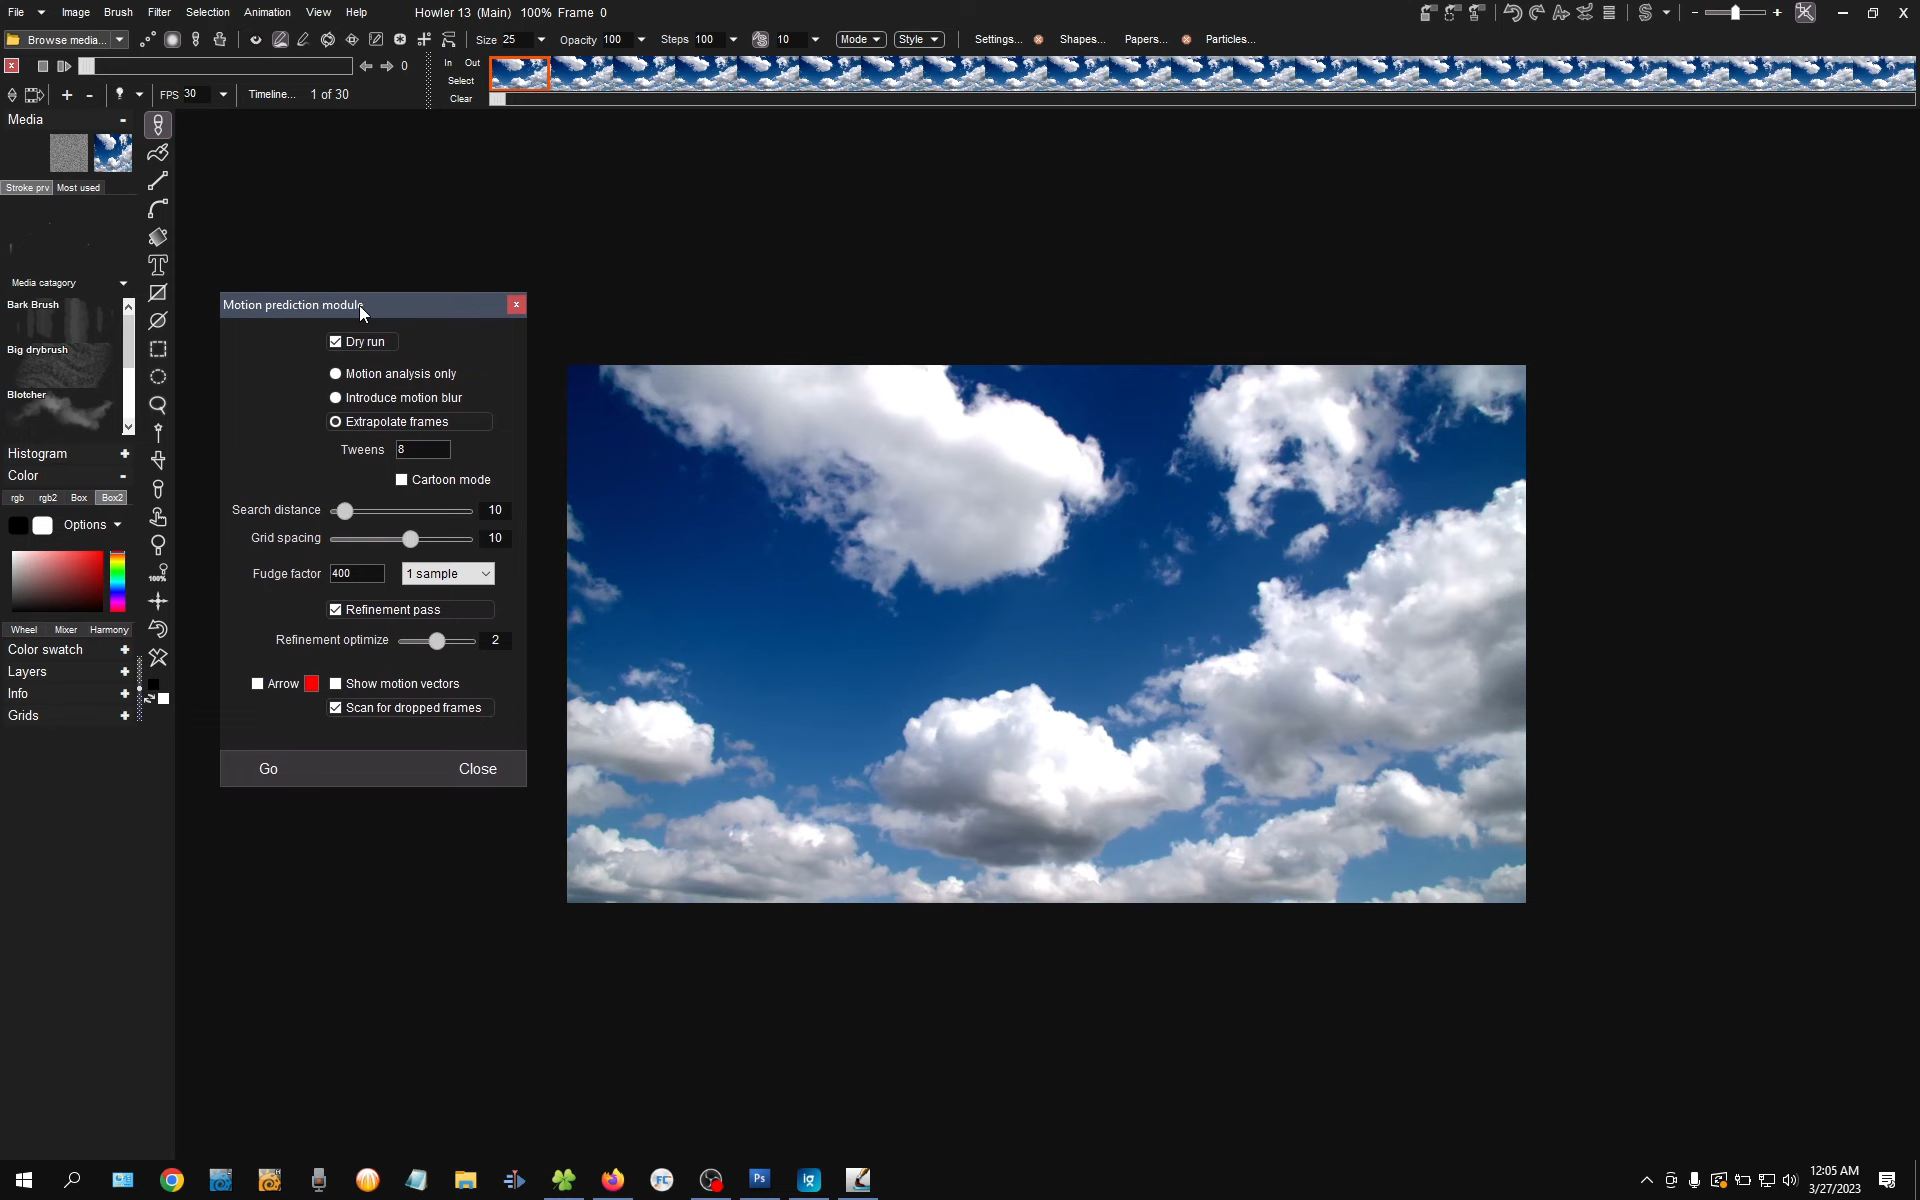 File Image Brush Filter Selection Animation View Help Howler 13 (Main) 100% Frame 0
Browse media... Size 25 Opacity 100 Steps 100 10 Mode Style Settings... Shapes... Papers... Particles...
0 In Out
Select
FPS 30 Timeline... 1 of 30 Clear
Media
Stroke prv Most used
Media catagory
Bark Brush
Big drybrush
Blotcher
Histogram
Color
rgb rgb2 Box Box2
Options
100%
Wheel Mixer Harmony
Color swatch
Layers
Info
Grids
Motion prediction module
Dry run
Motion analysis only
Introduce motion blur
Extrapolate frames
Tweens 8
Cartoon mode
Search distance 10
Grid spacing 10
Fudge factor 400 1 sample
Refinement pass
Refinement optimize 2
Arrow Show motion vectors
Scan for dropped frames
Go Close
FC Ps Ig
12:05 AM
3/27/2023